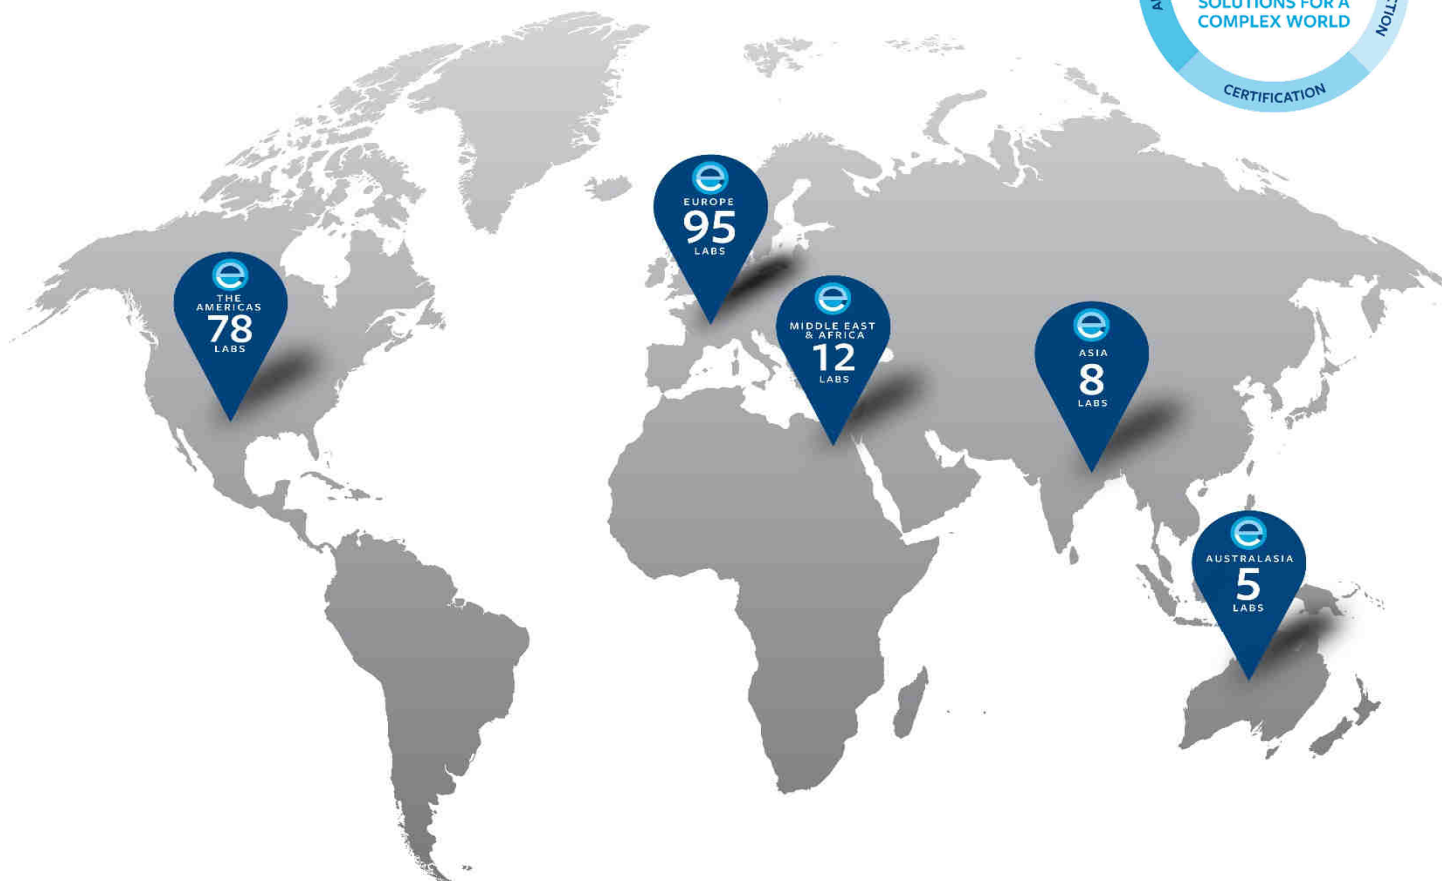 SOLUTIONS FOR A
COMPLEX WORLD
CERTIFICATION
EUROPE
95
LABS
THE
AMERICAS
78
LABS
MIDDLE EAST
& AFRICA
12
LABS
ASIA
8
LABS
AUSTRALASIA
5
LABS